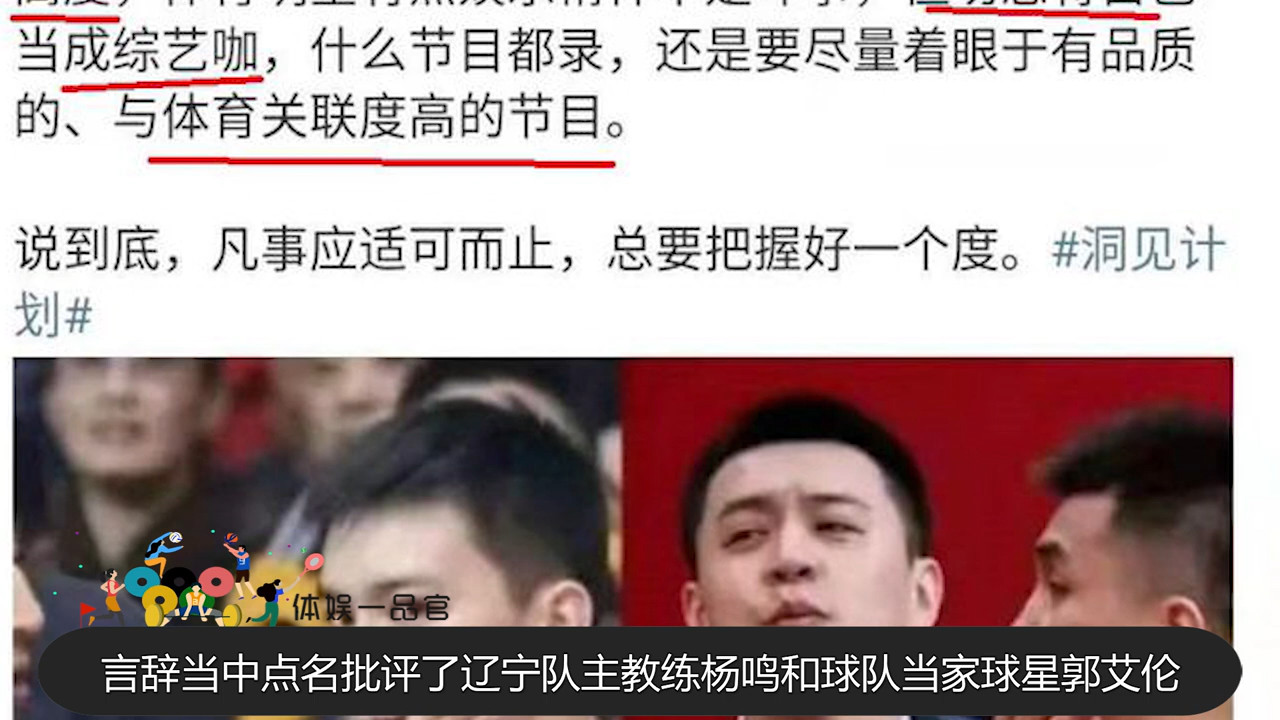 当成综艺咖，什么节目都录，还是要尽量着眼于有品质
的、与体育关联度高的节目。
说到底，凡事应适可而止，总要把握好一个度。#洞见计
划#
体娱一品官
言辞当中点名批评了辽宁队主教练杨鸣和球队当家球星郭艾伦